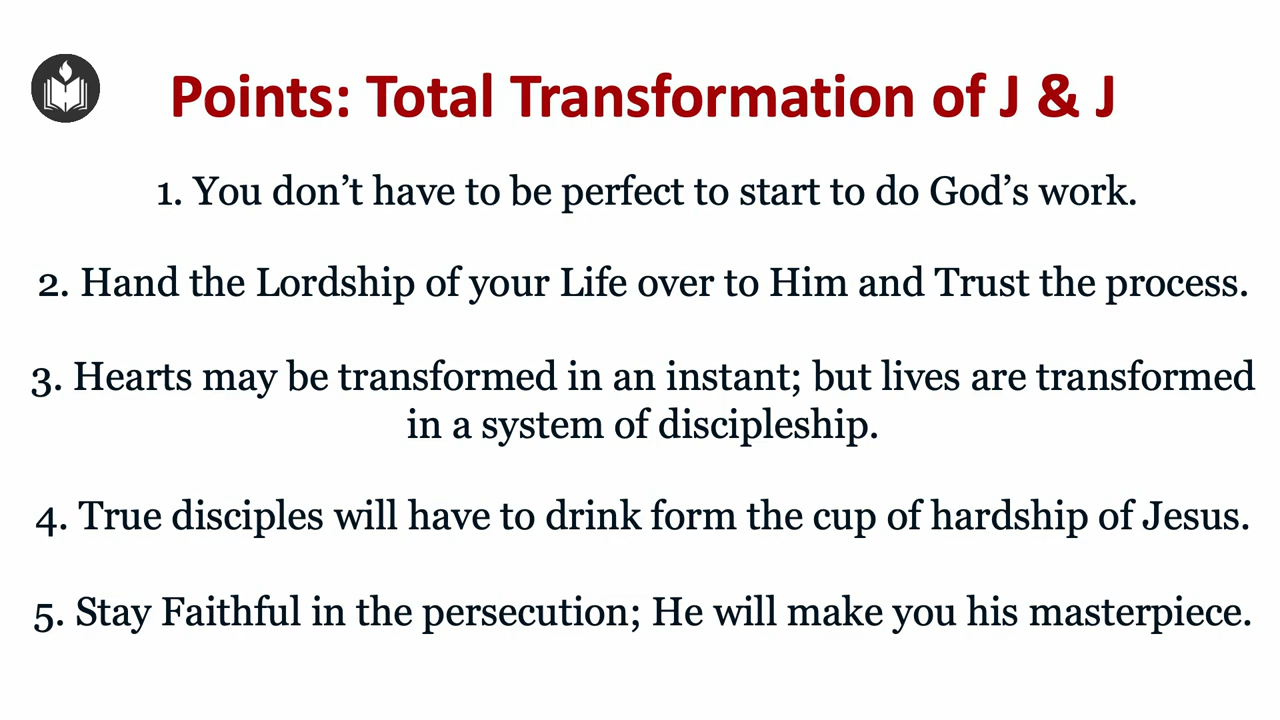 Points: Total Transformation of J & J
1. You don’t have to be perfect to start to do God’s work.
2. Hand the Lordship of your Life over to Him and Trust the process.
3. Hearts may be transformed in an instant; but lives are transformed
in a system of discipleship.
4. True disciples will have to drink form the cup of hardship of Jesus.
5. Stay Faithful in the persecution; He will make you his masterpiece.